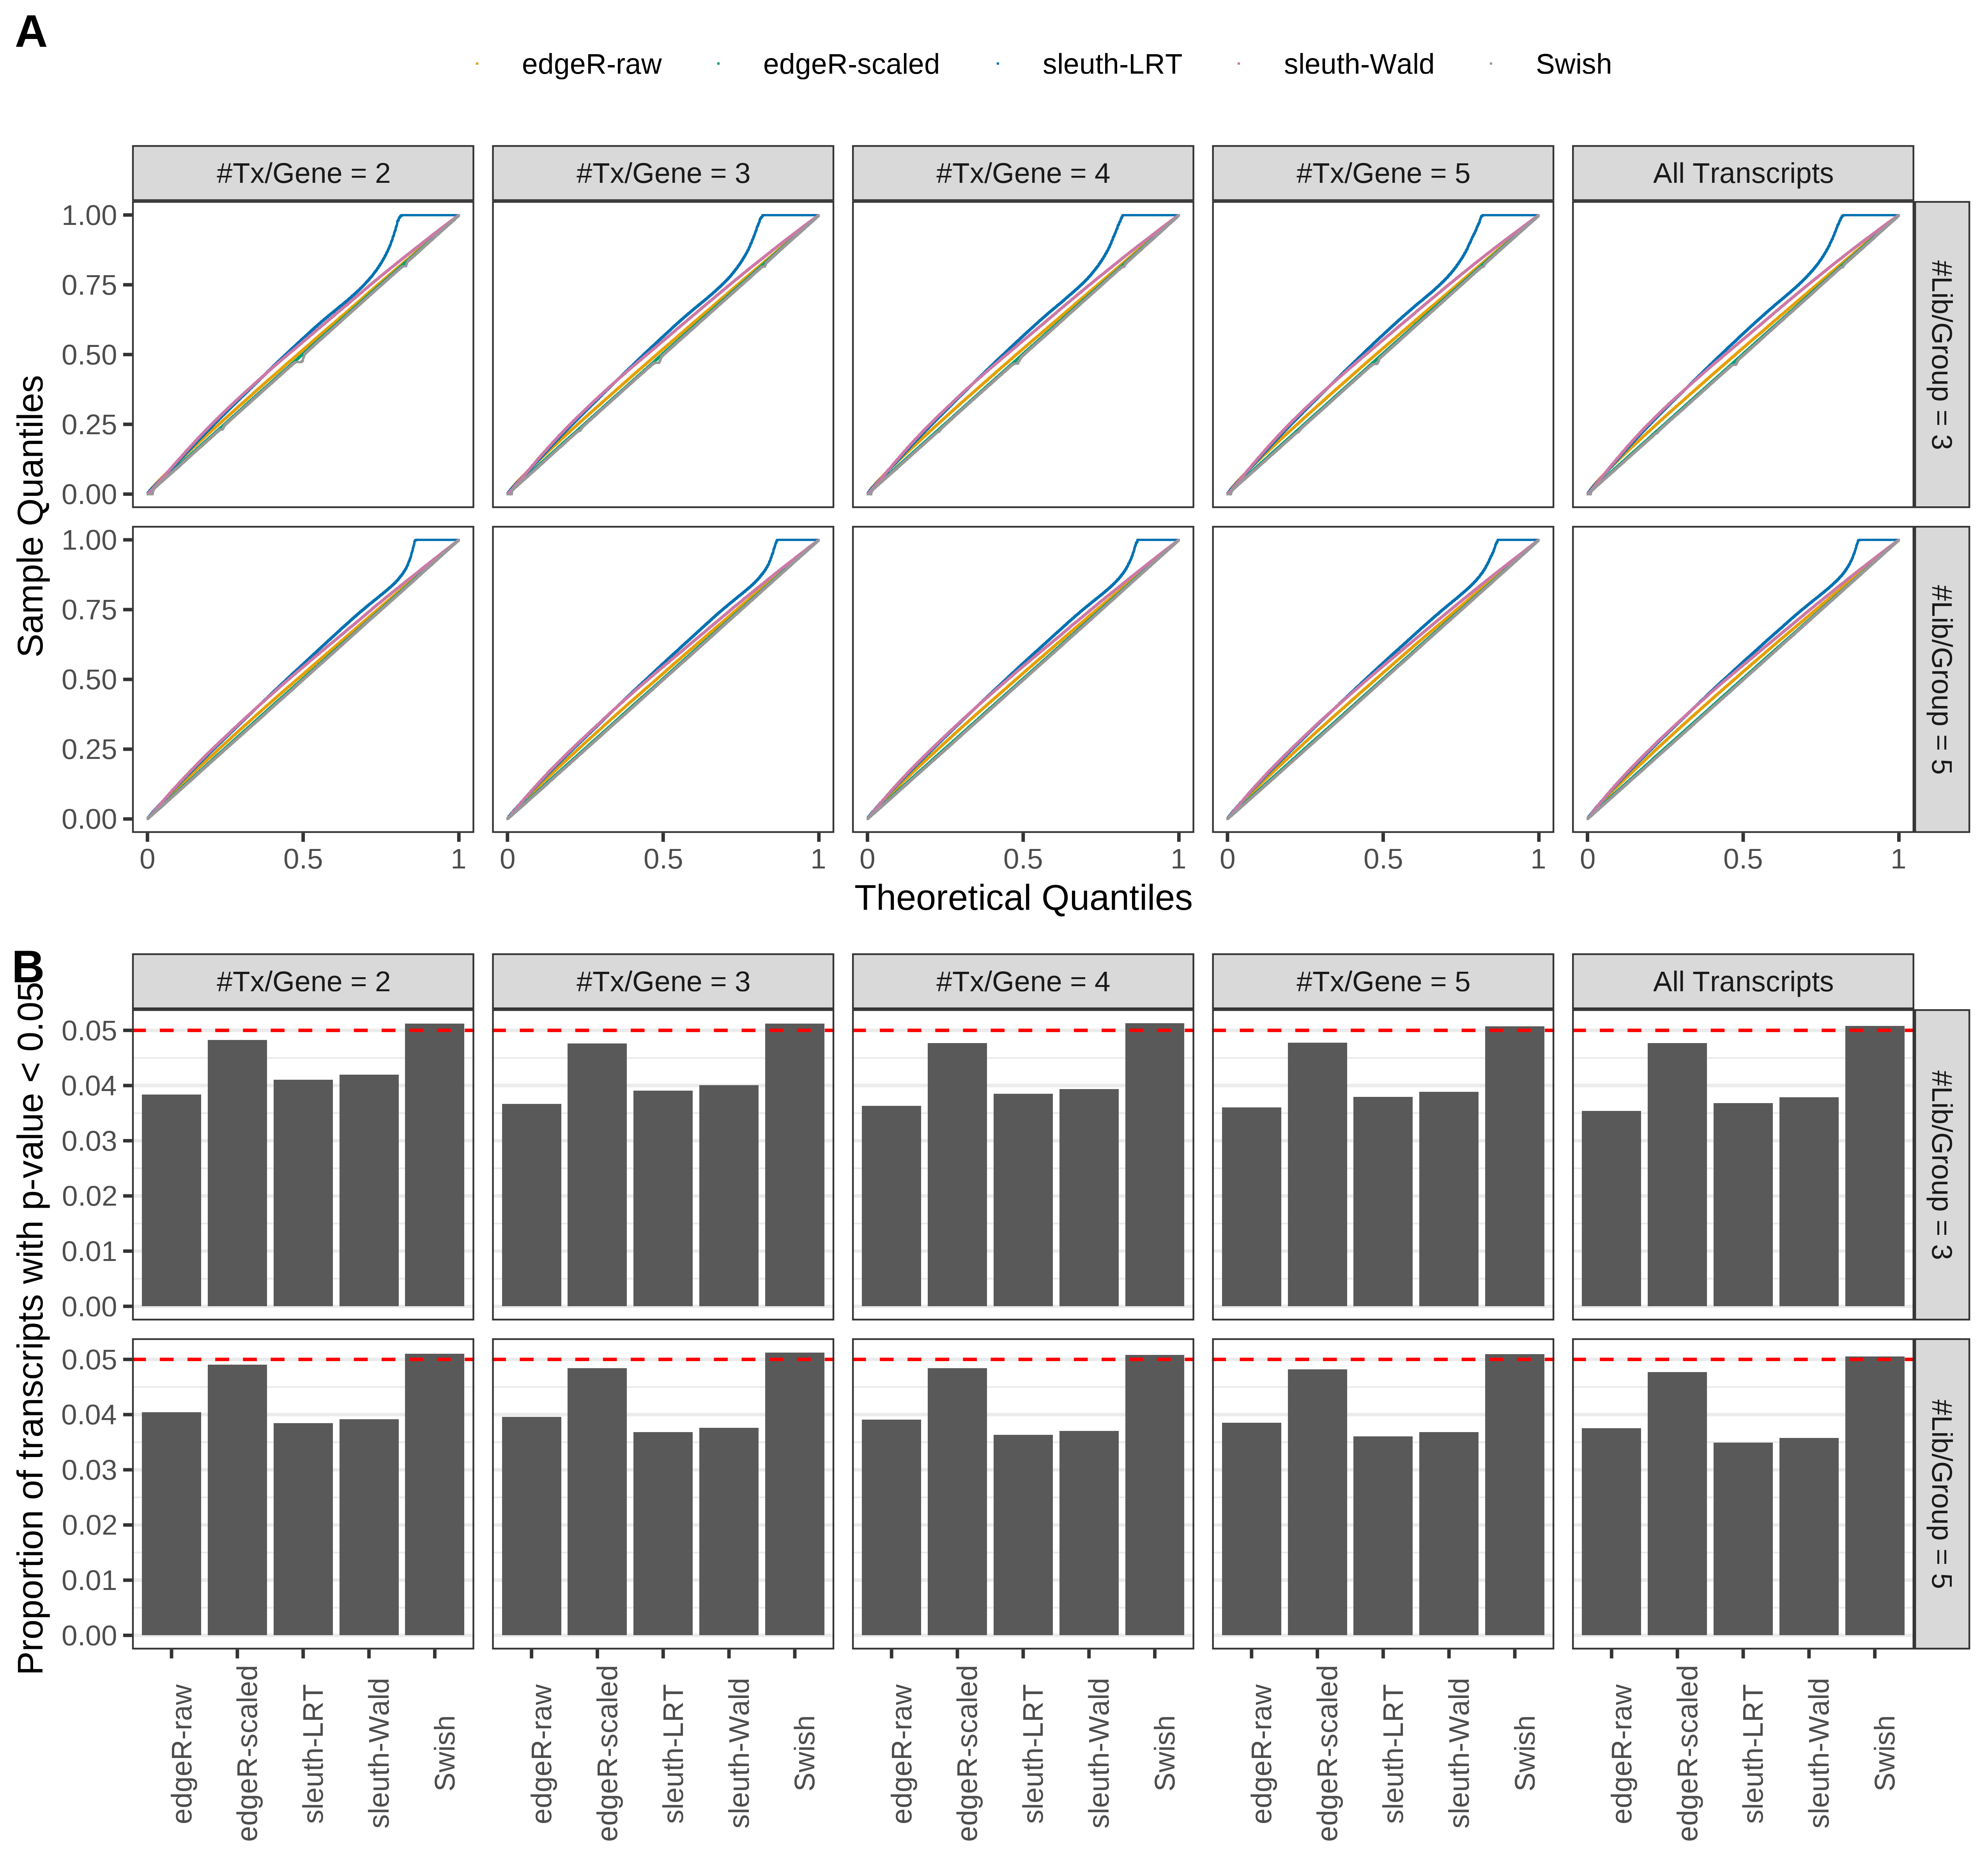 A
edgeR-raw edgeR-scaled sleuth-LRT sleuth-Wald Swish
#Tx/Gene = 2 #Tx/Gene = 3 #Tx/Gene = 4 #Tx/Gene = 5 All Transcripts
Sample Quantiles
1.00
0.75
0.50
0.25
0.00
#Lib/Group = 3
1.00
0.75
0.50
0.25
0.00
#Lib/Group = 5
0 0.5 1 0 0.5 1 0 0.5 1 0 0.5 1 0 0.5 1
Theoretical Quantiles
B
#Tx/Gene = 2 #Tx/Gene = 3 #Tx/Gene = 4 #Tx/Gene = 5 All Transcripts
Proportion of transcripts with p-value < 0.05
0.05
0.04
0.03
0.02
0.01
0.00
#Lib/Group = 3
0.05
0.04
0.03
0.02
0.01
0.00
#Lib/Group = 5
edgeR-raw edgeR-scaled sleuth-LRT sleuth-Wald Swish edgeR-raw edgeR-scaled sleuth-LRT sleuth-Wald Swish edgeR-raw edgeR-scaled sleuth-LRT sleuth-Wald Swish edgeR-raw edgeR-scaled sleuth-LRT sleuth-Wald Swish edgeR-raw edgeR-scaled sleuth-LRT sleuth-Wald Swish